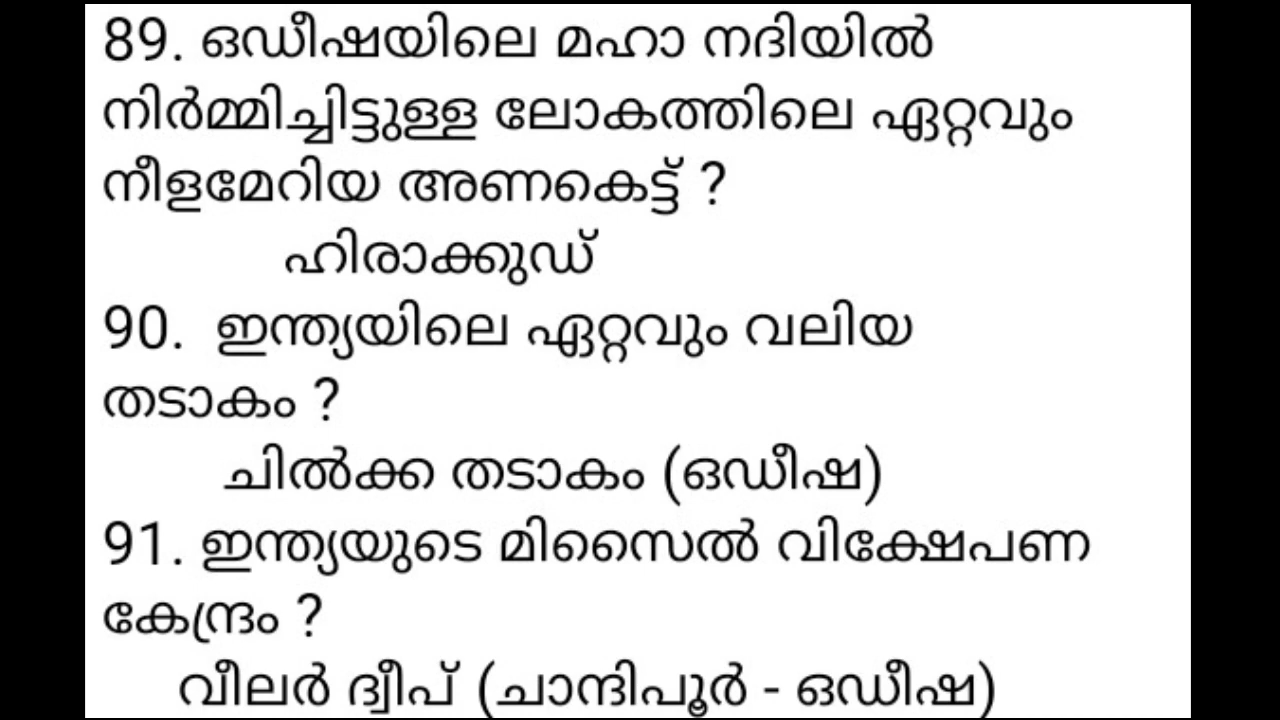 89. ഒഡീഷയിലെ മഹാ നദിയിൽ
നിർമ്മിച്ചിട്ടുള്ള ലോകത്തിലെ ഏറ്റവും
നീളമേറിയ അണകെട്ട് ?
ഹിരാക്കുഡ്
90. ഇന്ത്യയിലെ ഏറ്റവും വലിയ
തടാകം ?
ചിൽക്ക തടാകം (ഒഡീഷ)
91. ഇന്ത്യയുടെ മിസൈൽ വിക്ഷേപണ
കേന്ദ്രം ?
വീലർ ദ്വീപ് (ചാന്ദിപൂർ - ഒഡീഷ)